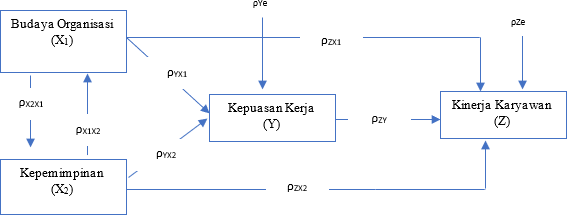 ρYe
ρZe
Budaya Organisasi
(X1)
ρZX1
ρYX1
ρX2X1
Kepuasan Kerja
(Y)
Kinerja Karyawan
(Z)
ρZY
ρX1X2
ρYX2
Kepemimpinan
(X2)
ρZX2